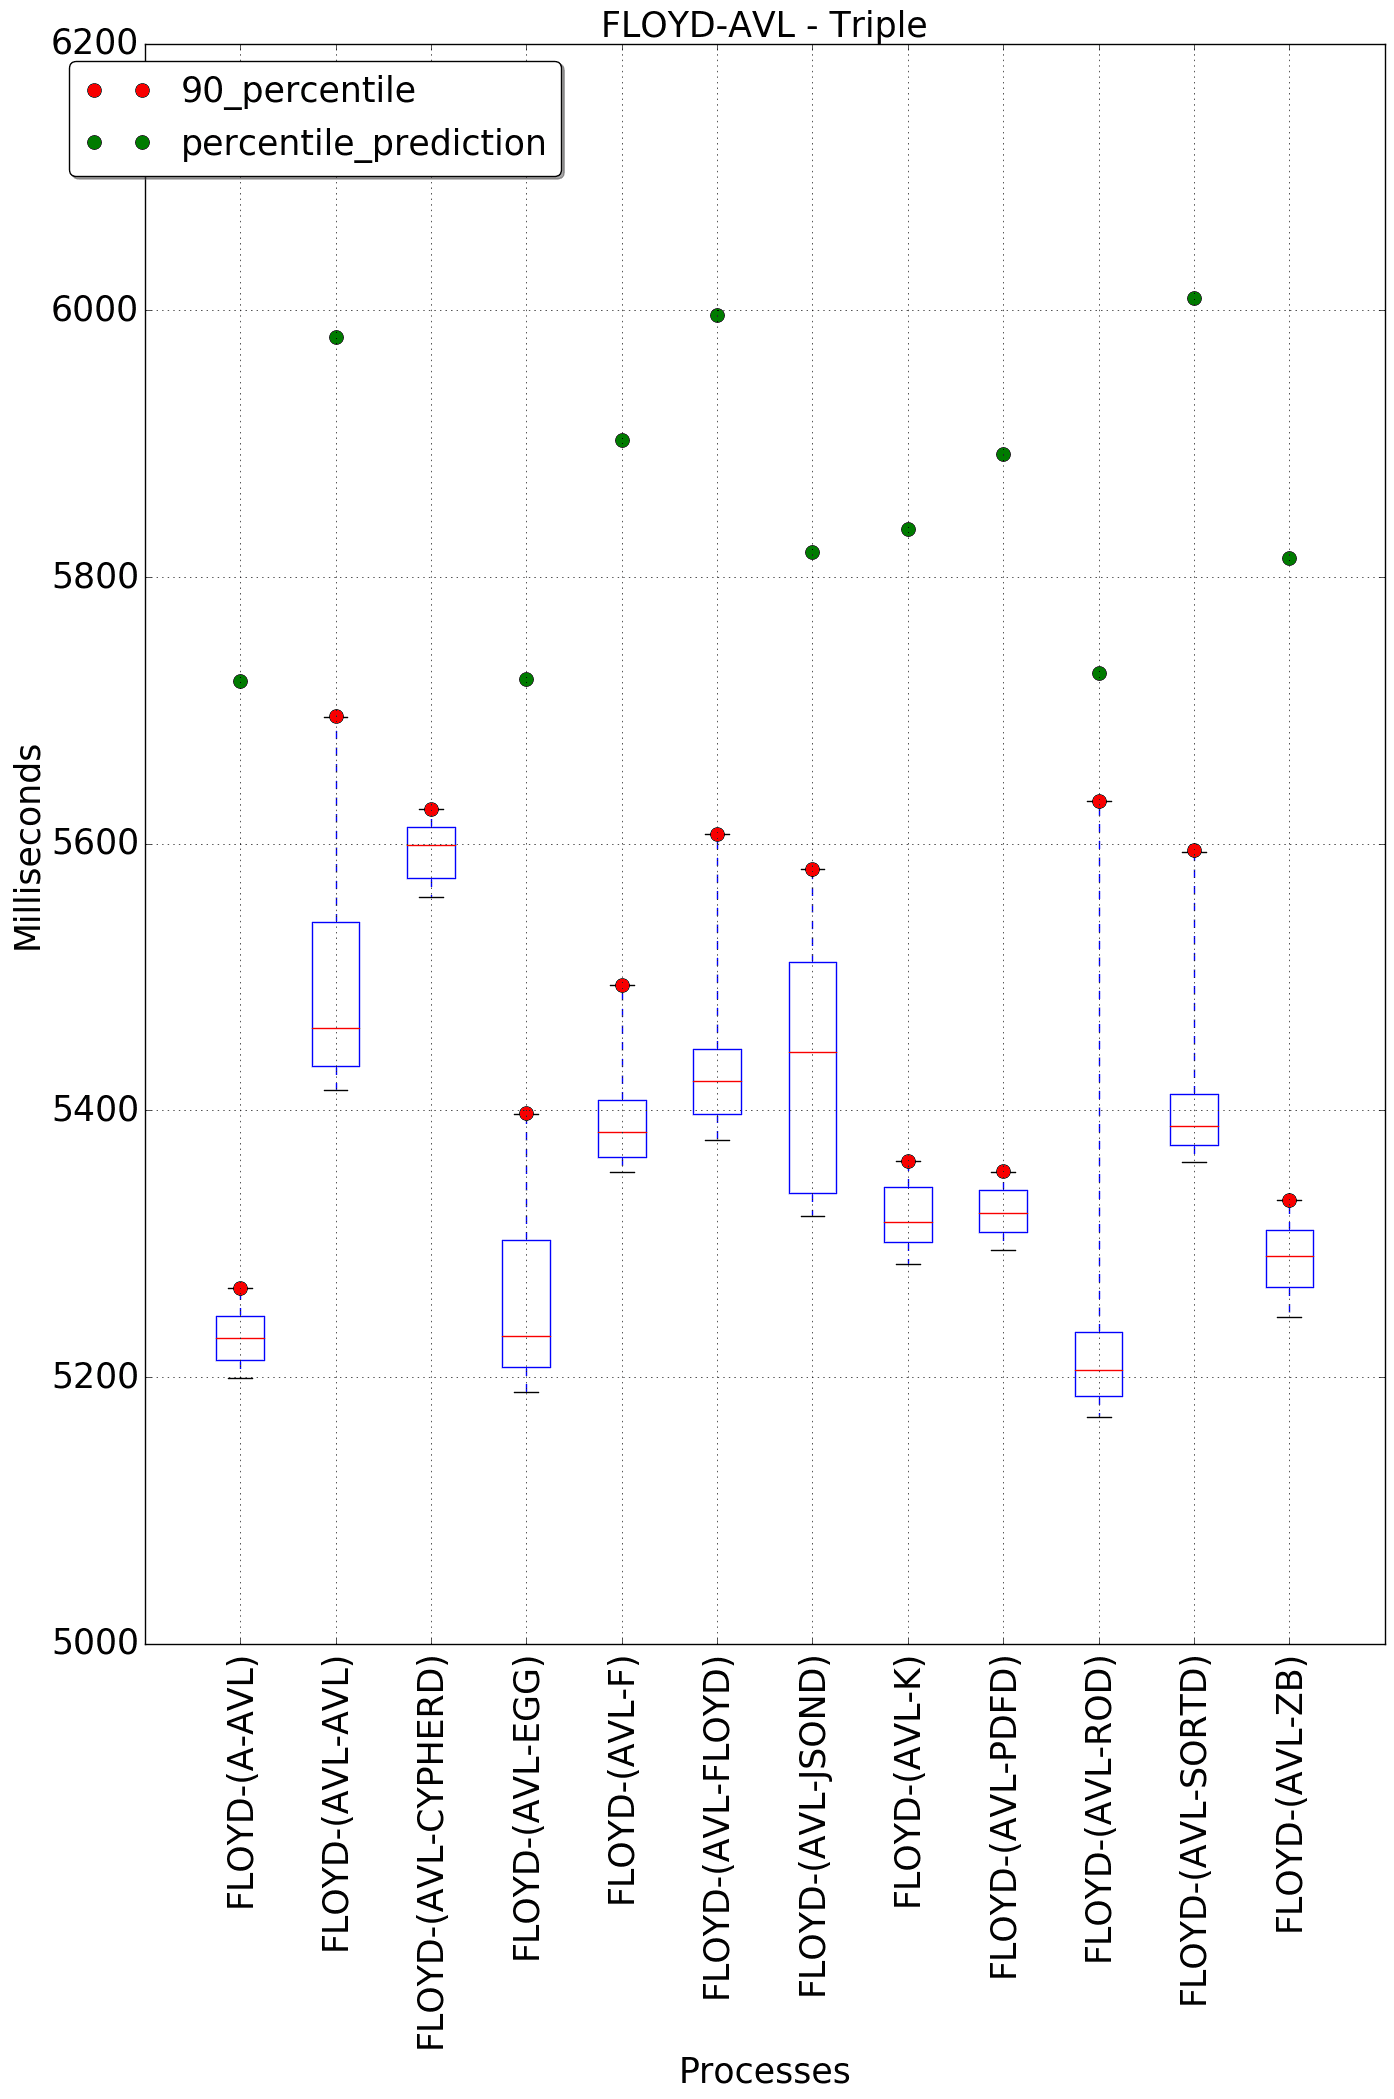 FLOYD-AVL - Triple
6200
90_percentile
percentile_prediction
6000
5800
5600
5400
5200
5000
Milliseconds
FLOYD-(A-AVL)
FLOYD-(AVL-AVL)
FLOYD-(AVL-CYPHERD)
FLOYD-(AVL-EGG)
FLOYD-(AVL-F)
FLOYD-(AVL-FLOYD)
FLOYD-(AVL-JSOND)
FLOYD-(AVL-K)
FLOYD-(AVL-PDFD)
FLOYD-(AVL-ROD)
FLOYD-(AVL-SORTD)
FLOYD-(AVL-ZB)
Processes